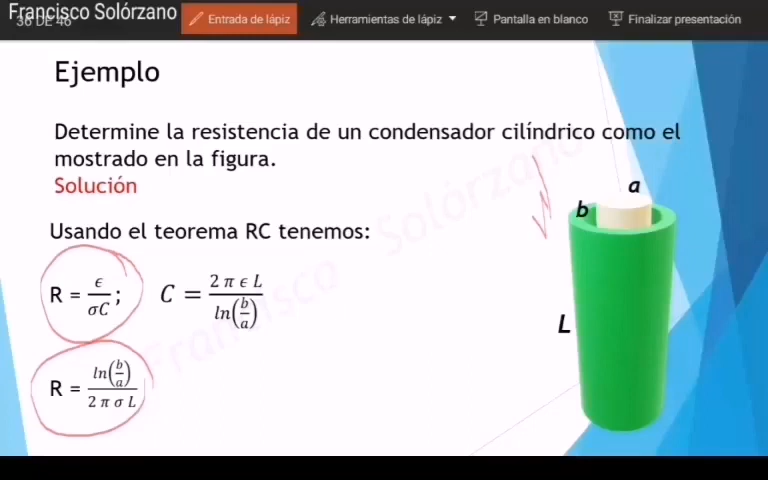 Francisco Solórzano
36 DE 46
Entrada de lápiz
Herramientas de lápiz
Pantalla en blanco
Finalizar presentación
Ejemplo
Determine la resistencia de un condensador cilíndrico como el
mostrado en la figura.
Solución
Usando el teorema RC tenemos:
R = ϵ/σC; C = 2 π ϵ L/ln(b/a)
R = ln(b/a)/2 π σ L
a
b
L
Francisco Solórzano